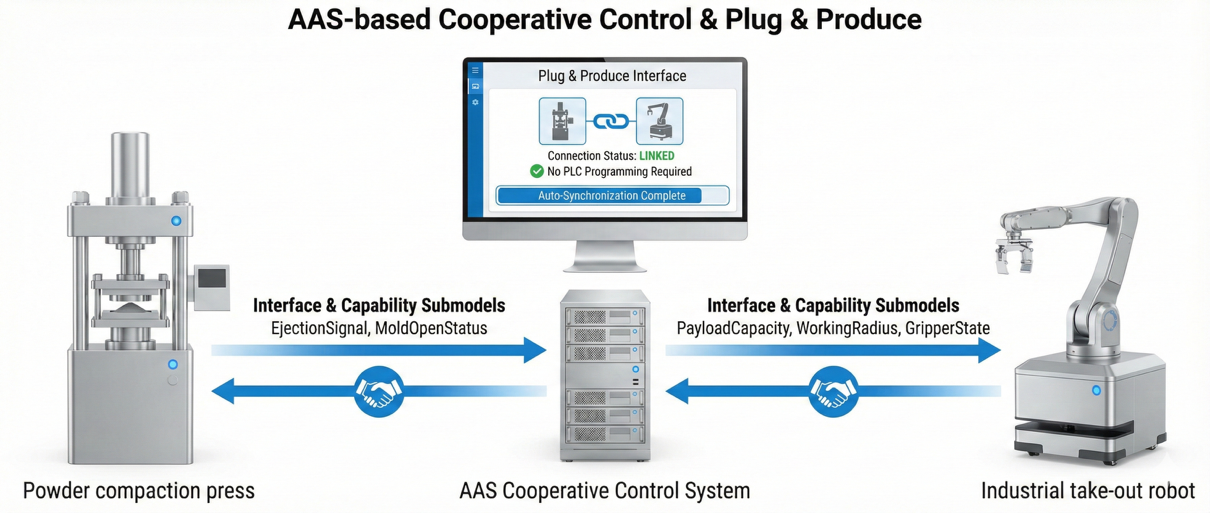 AAS-based Cooperative Control & Plug & Produce
Plug & Produce Interface
Connection Status: LINKED
No PLC Programming Required
Auto-Synchronization Complete
Interface & Capability Submodels
EjectionSignal, MoldOpenStatus
Interface & Capability Submodels
PayloadCapacity, WorkingRadius, GripperState
Powder compaction press
AAS Cooperative Control System
Industrial take-out robot